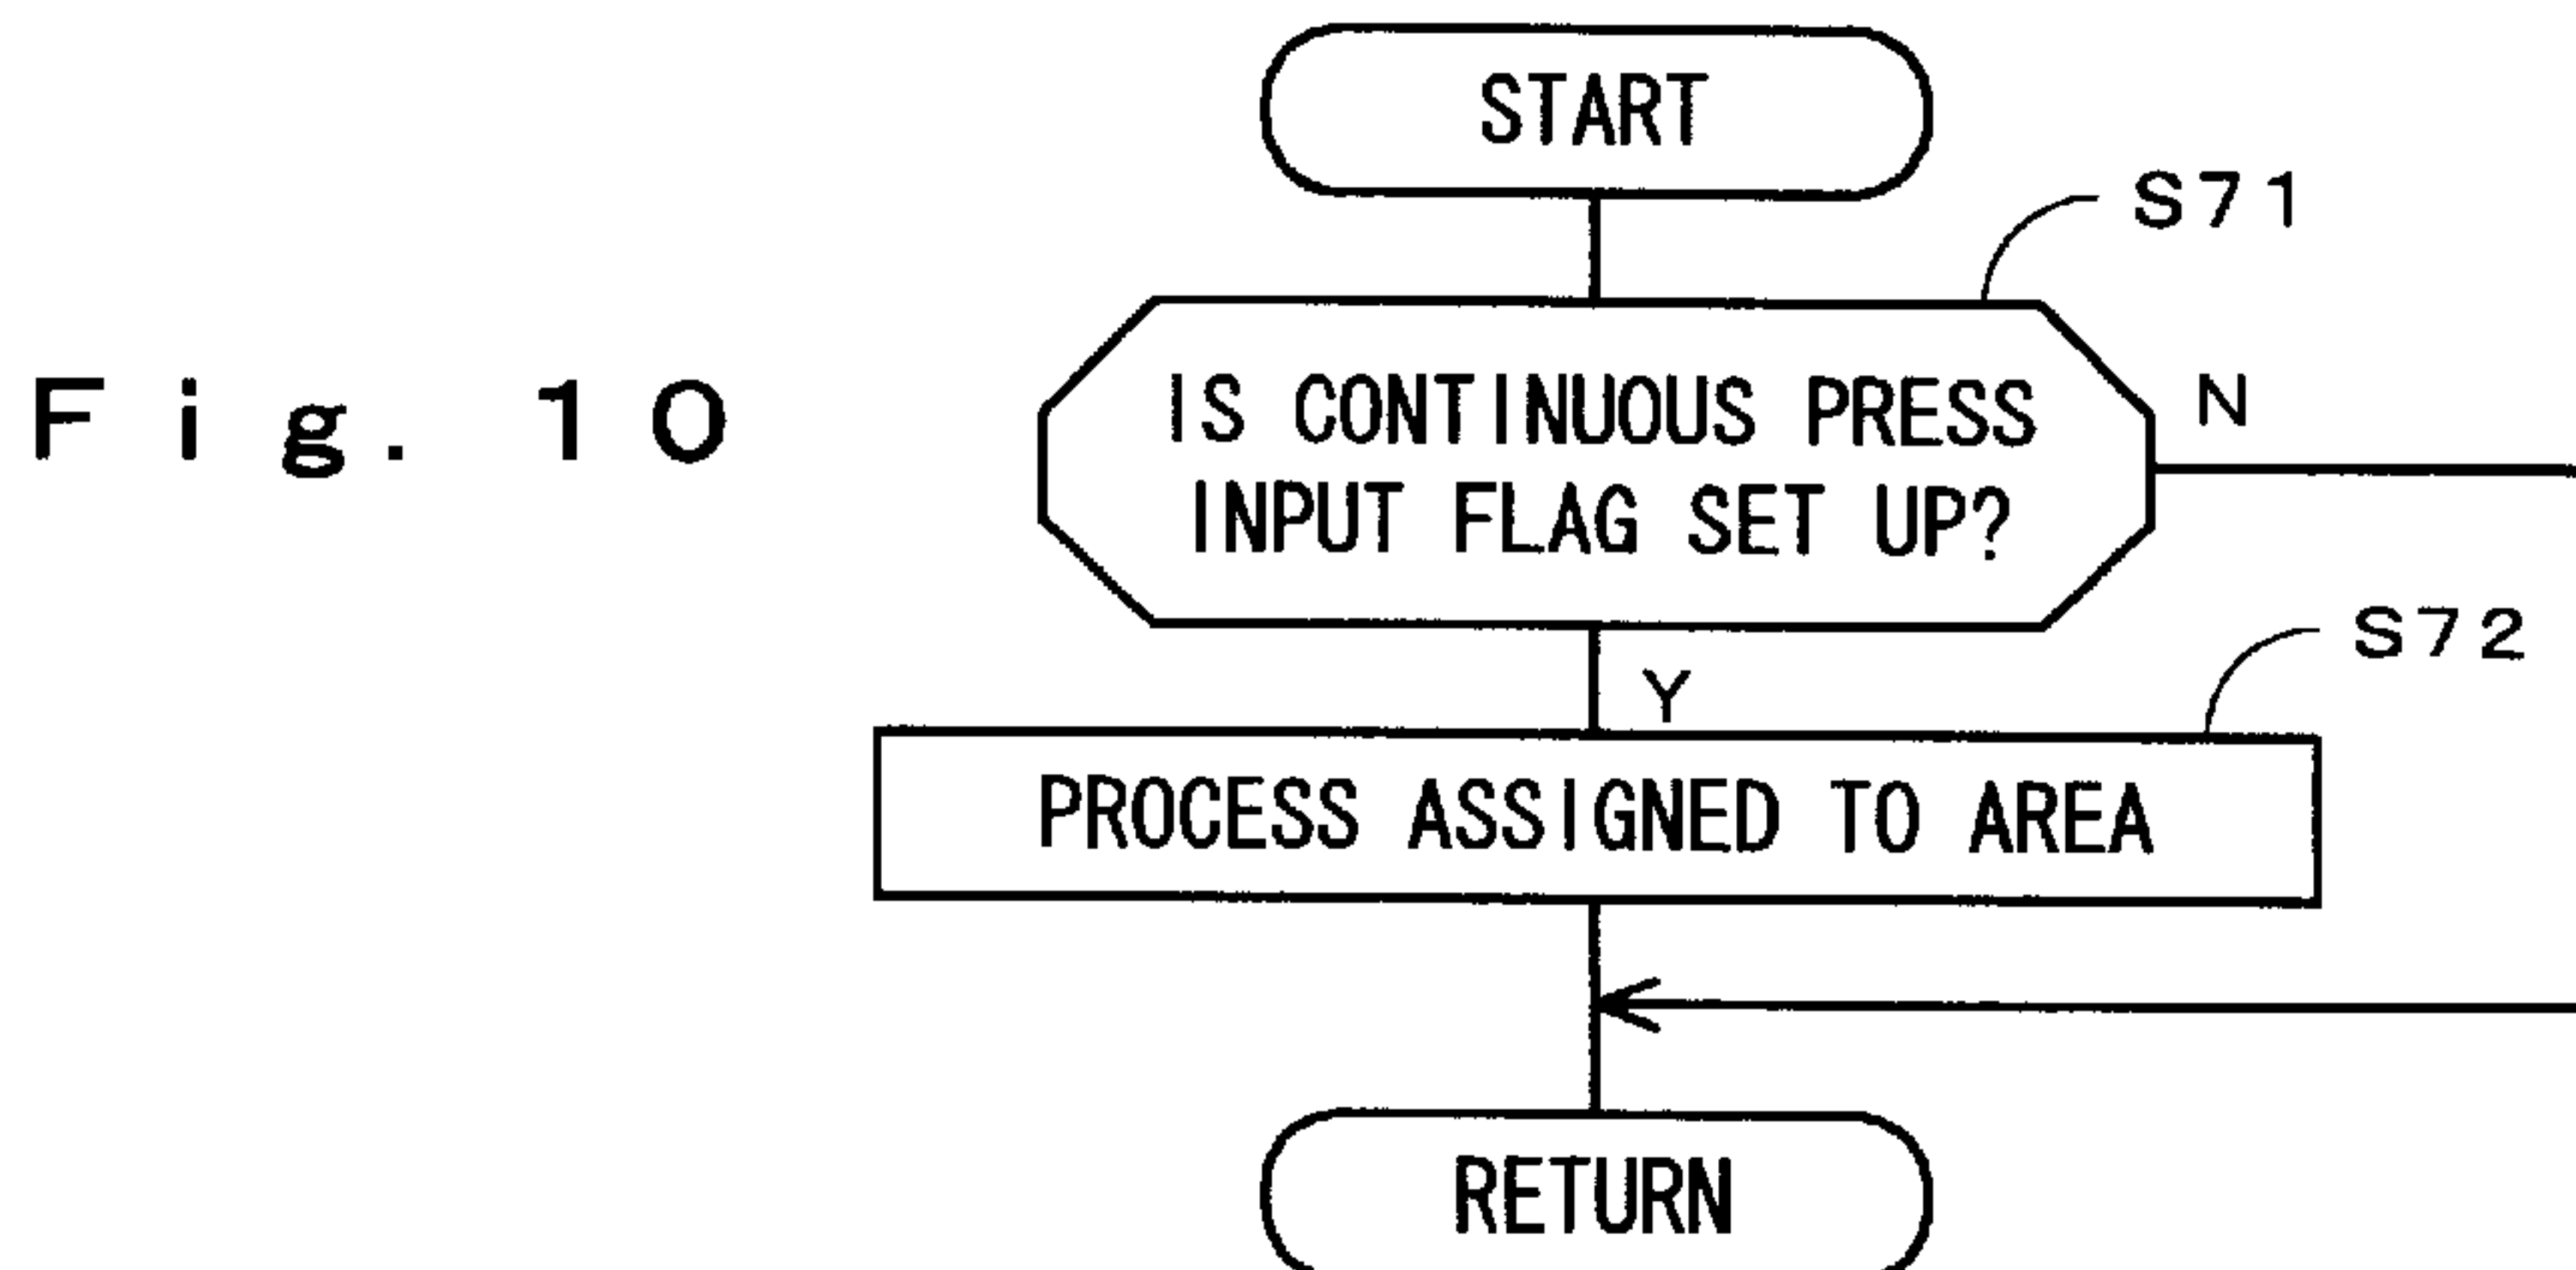 Fig. 10
START
S71
IS CONTINUOUS PRESS
INPUT FLAG SET UP?
N
Y
S72
PROCESS ASSIGNED TO AREA
RETURN